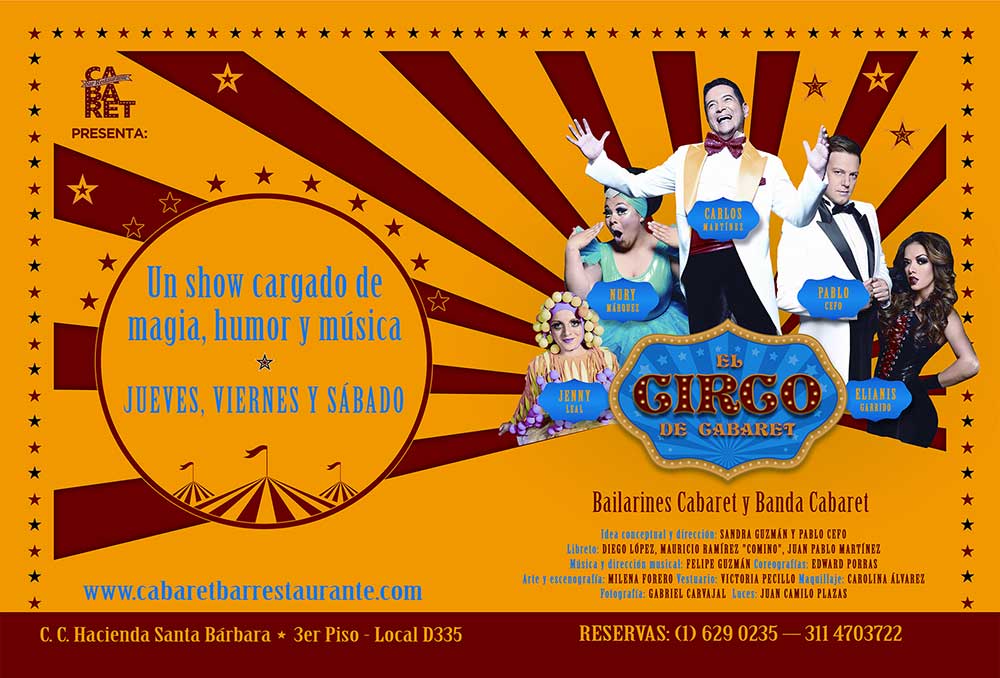 CA
Bar Restaurante
BA
RET
PRESENTA:
Un show cargado de
magia, humor y música
JUEVES, VIERNES Y SÁBADO
www.cabaretbarrestaurante.com
CARLOS
MARTÍNEZ
NURY
MÁRQUEZ
PABLO
CEFO
JENNY
LEAL
ELIANIS
GARRIDO
EL
CIRCO
DE CABARET
Bailarines Cabaret y Banda Cabaret
Idea conceptual y dirección: SANDRA GUZMÁN Y PABLO CEFO
Libreto: DIEGO LÓPEZ, MAURICIO RAMÍREZ "COMINO", JUAN PABLO MARTÍNEZ
Música y dirección musical: FELIPE GUZMÁN Coreografías: EDWARD PORRAS
Arte y escenografía: MILENA FORERO Vestuario: VICTORIA PECILLO Maquillaje: CAROLINA ÁLVAREZ
Fotografía: GABRIEL CARVAJAL Luces: JUAN CAMILO PLAZAS
C. C. Hacienda Santa Bárbara ★ 3er Piso - Local D335
RESERVAS: (1) 629 0235 — 311 4703722